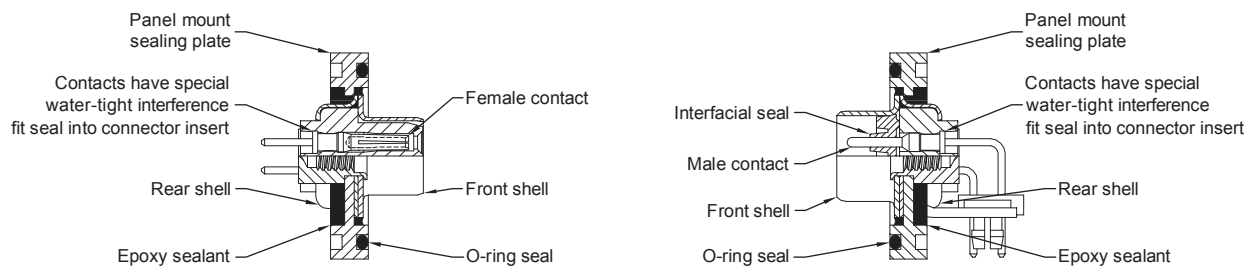 Panel mount
sealing plate
Contacts have special
water-tight interference
fit seal into connector insert
Female contact
Rear shell
Front shell
Epoxy sealant
O-ring seal
Panel mount
sealing plate
Contacts have special
water-tight interference
fit seal into connector insert
Interfacial seal
Male contact
Rear shell
Front shell
O-ring seal
Epoxy sealant